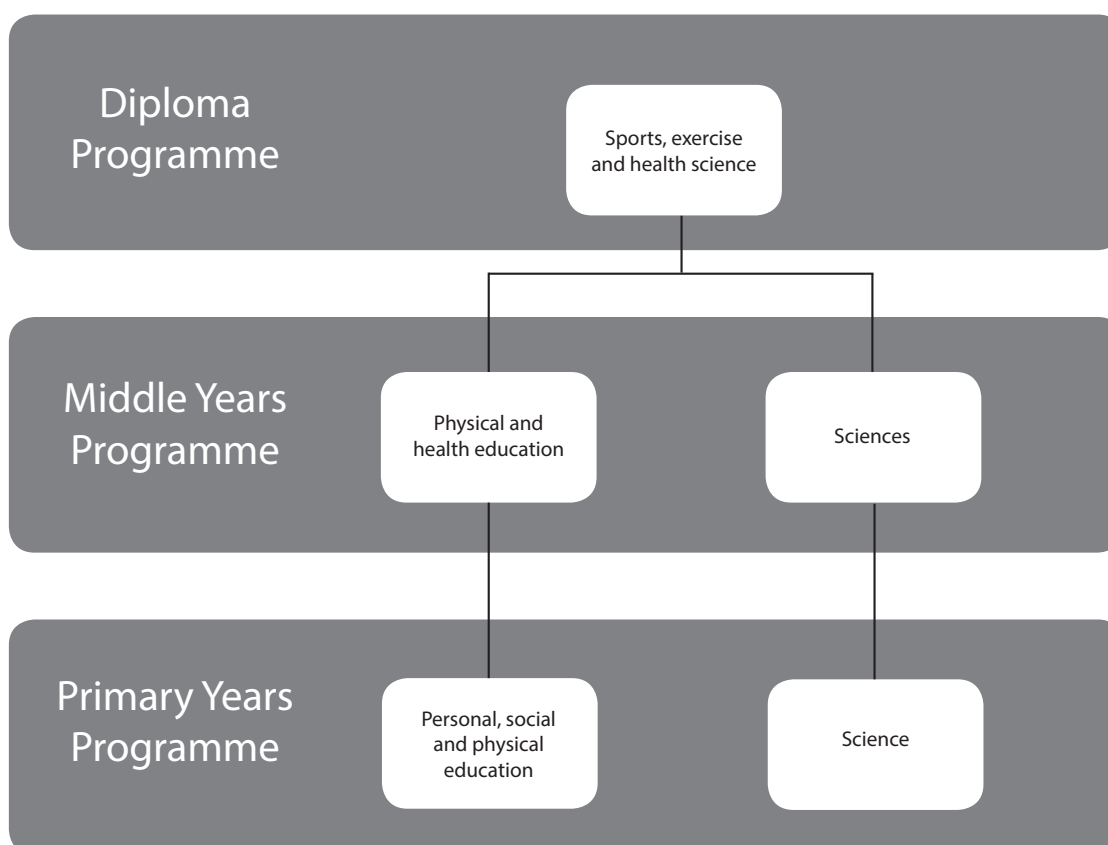 Diploma
Programme
Sports, exercise
and health science
Middle Years
Programme
Physical and
health education
Sciences
Primary Years
Programme
Personal, social
and physical
education
Science